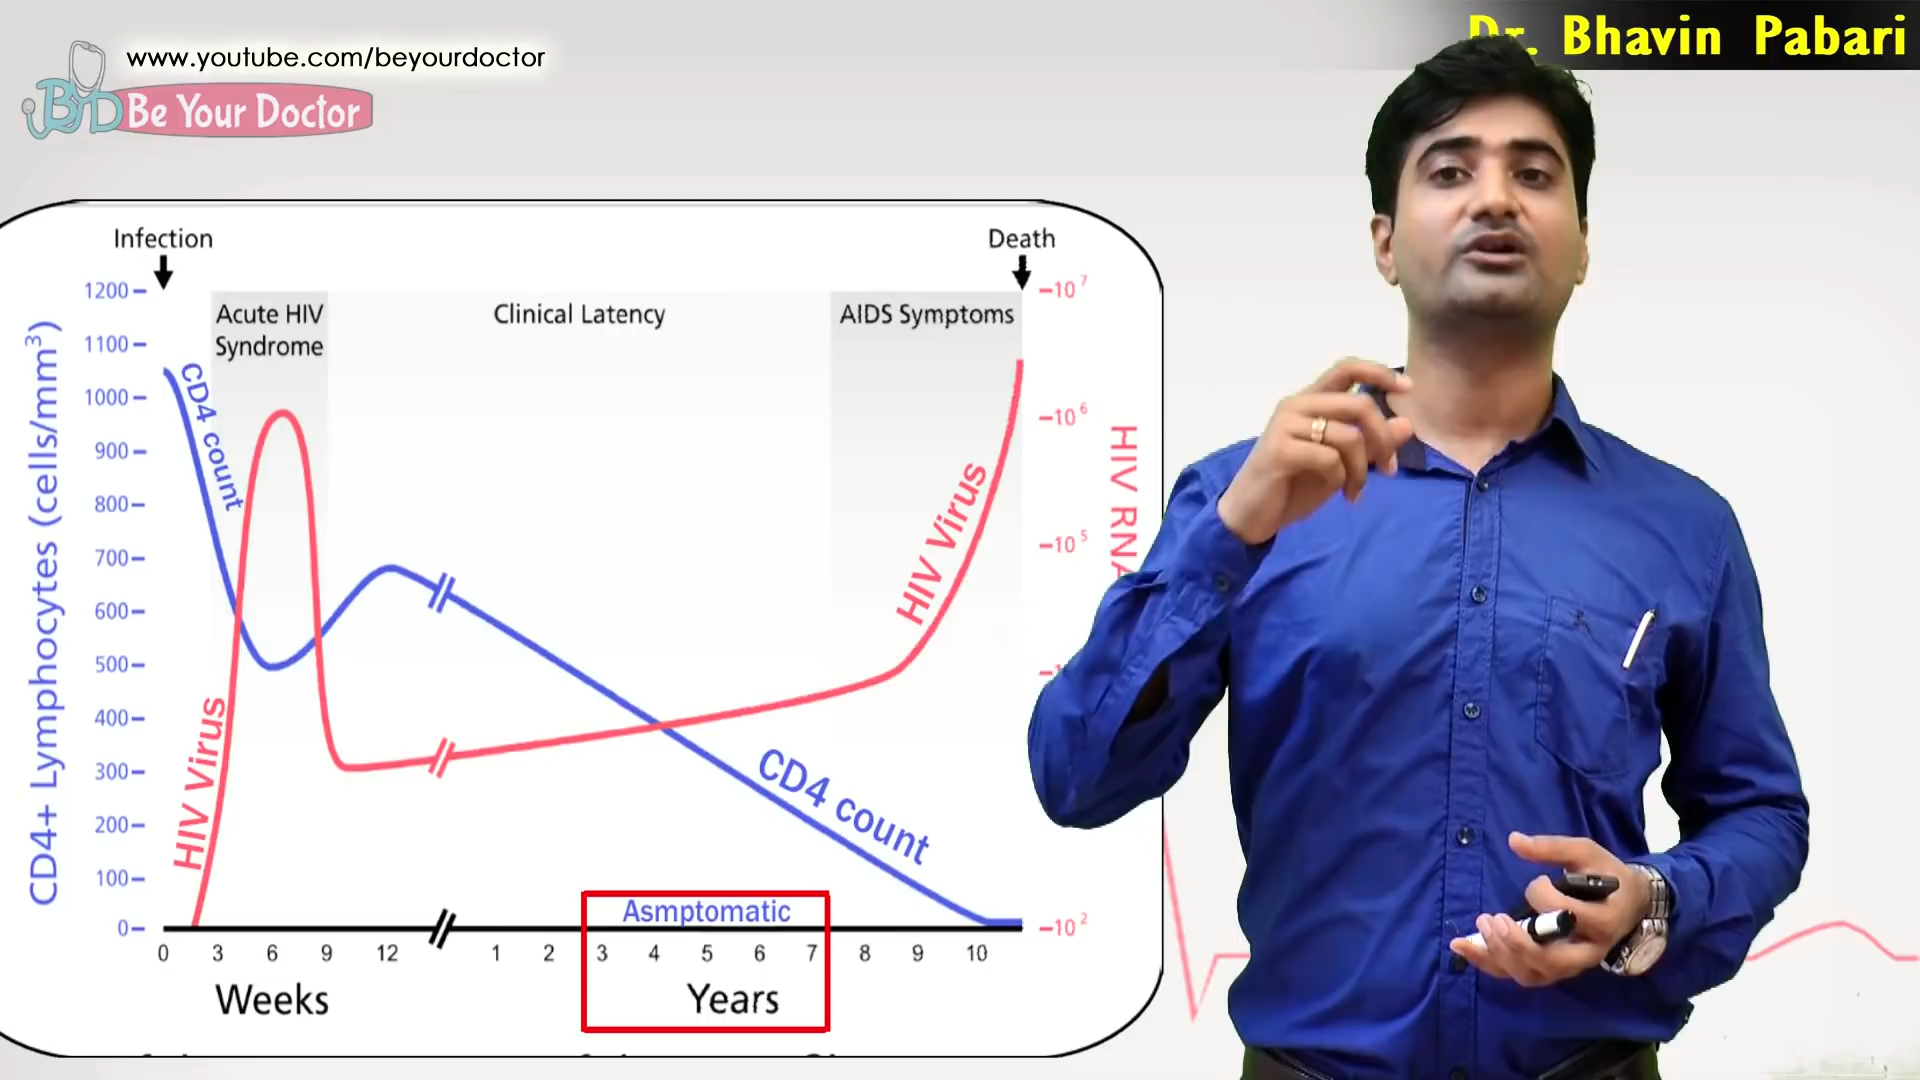 www.youtube.com/beyourdoctor
Dr. Bhavin Pabari
BYD Be Your Doctor
Infection
Death
1200
1100
1000
900
800
700
600
500
400
300
200
100
0
CD4+ Lymphocytes (cells/mm³)
Acute HIV
Syndrome
Clinical Latency
AIDS Symptoms
CD4 count
HIV Virus
HIV Virus
CD4 count
10⁷
10⁶
10⁵
10²
HIV RNA
Asmptomatic
0 3 6 9 12 1 2 3 4 5 6 7 8 9 10
Weeks
Years